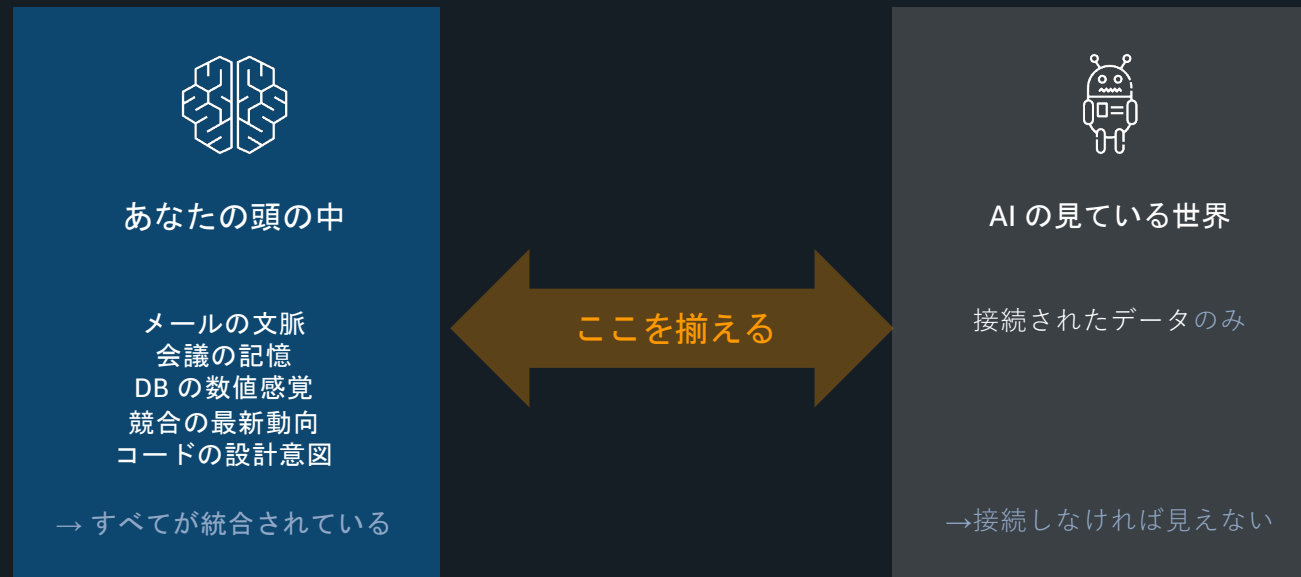 あなたの頭の中
メールの文脈
会議の記憶
DB の数値感覚
競合の最新動向
コードの設計意図
→ すべてが統合されている
ここを揃える
AI の見ている世界
接続されたデータのみ
→接続しなければ見えない